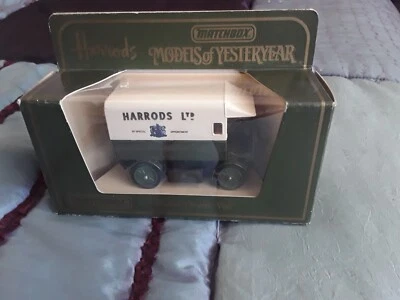 Harrods
MATCHBOX
MODELS of YESTERYEAR
HARRODS LTD